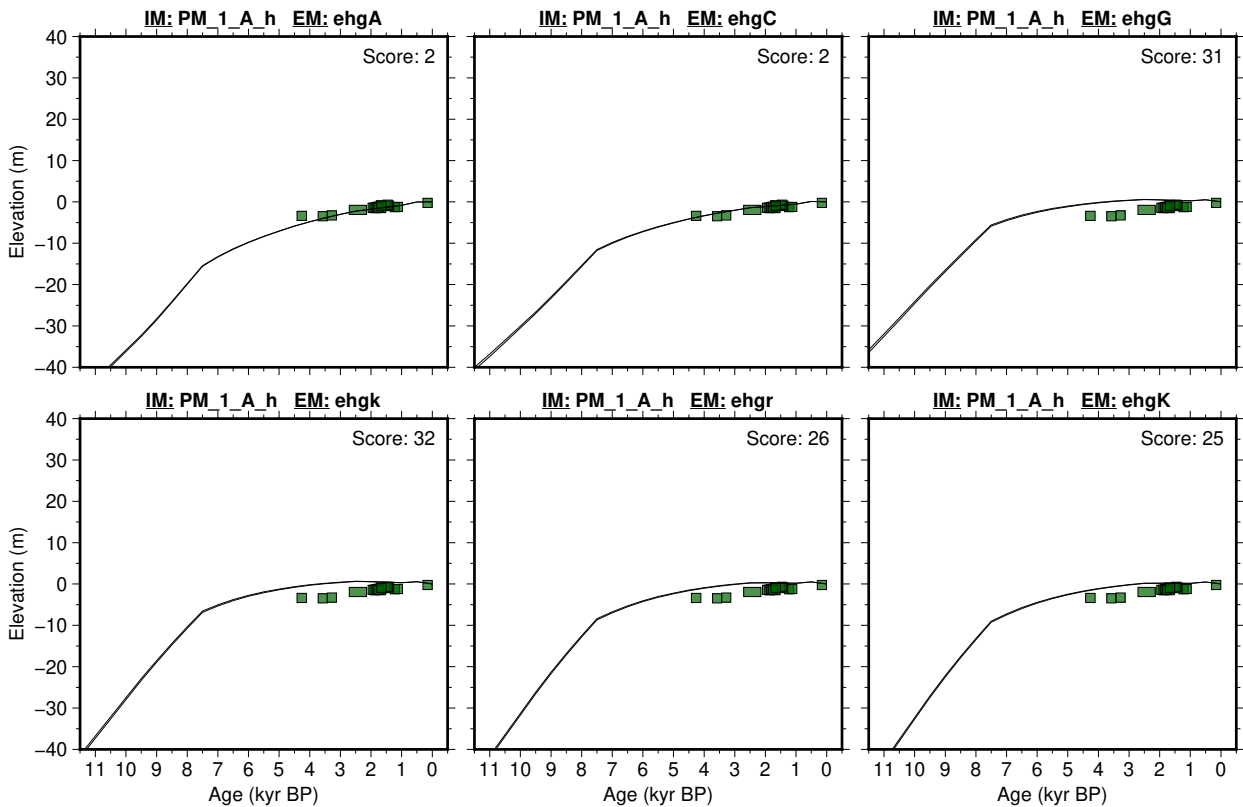 IM: PM_1_A_h EM: ehgA
IM: PM_1_A_h EM: ehgC
IM: PM_1_A_h EM: ehgG
Score: 2
Score: 2
Score: 31
40
30
20
10
0
−10
−20
−30
−40
Elevation (m)
IM: PM_1_A_h EM: ehgk
IM: PM_1_A_h EM: ehgr
IM: PM_1_A_h EM: ehgK
Score: 32
Score: 26
Score: 25
40
30
20
10
0
−10
−20
−30
−40
Elevation (m)
11 10 9 8 7 6 5 4 3 2 1 0
11 10 9 8 7 6 5 4 3 2 1 0
11 10 9 8 7 6 5 4 3 2 1 0
Age (kyr BP)
Age (kyr BP)
Age (kyr BP)